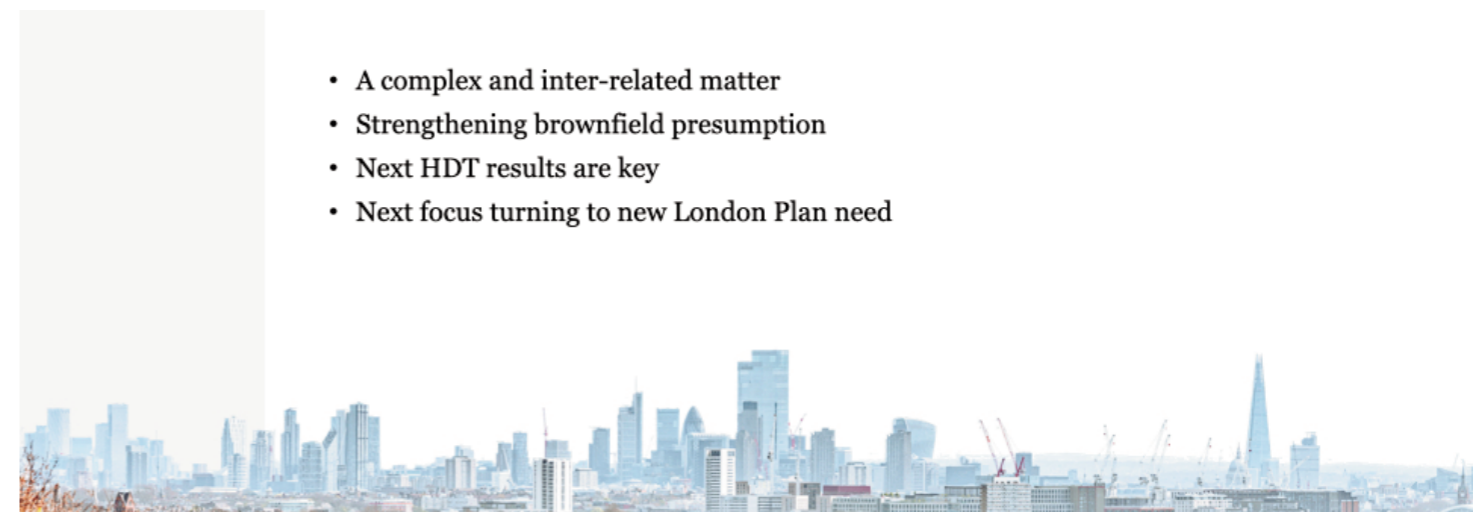 • A complex and inter-related matter
• Strengthening brownfield presumption
• Next HDT results are key
• Next focus turning to new London Plan need